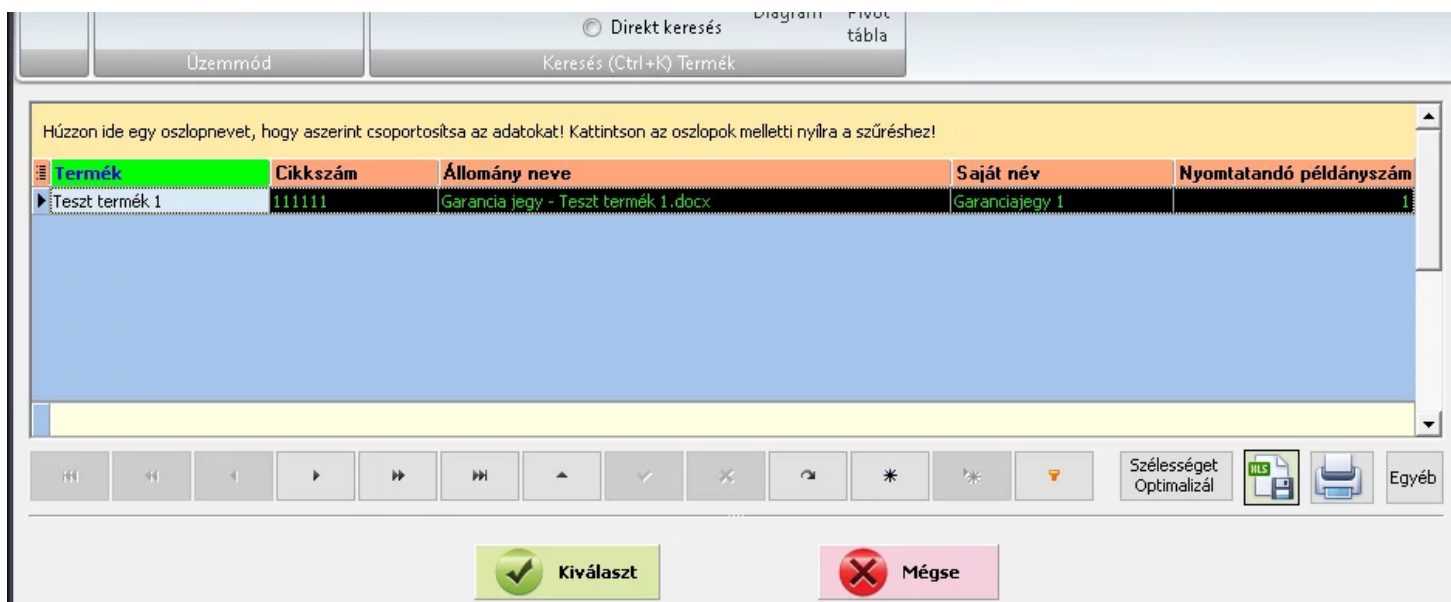 Diagram Pivot
Direkt keresés
tábla
Üzemmód
Keresés (Ctrl+K) Termék
Húzzon ide egy oszlopnevet, hogy aszerint csoportosítsa az adatokat! Kattintson az oszlopok melletti nyílra a szűréshez!
Termék Cikkszám Állomány neve Saját név Nyomtatandó példányszám
Teszt termék 1 111111 Garancia jegy - Teszt termék 1.docx Garanciajegy 1 1
Szélességet
Optimalizál
XLS
Egyéb
Kiválaszt
Mégse